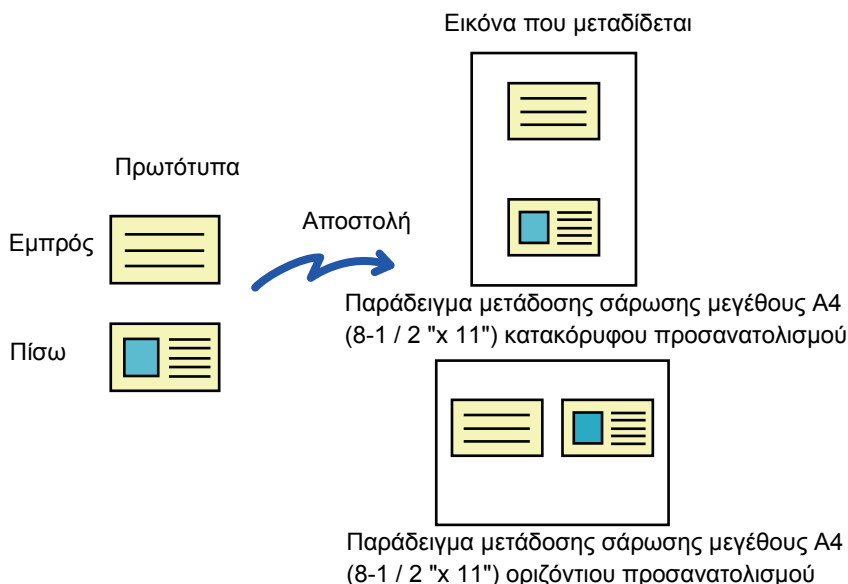 Εικόνα που μεταδίδεται
Πρωτότυπα
Αποστολή
Εμπρός
Πίσω
Παράδειγμα μετάδοσης σάρωσης μεγέθους A4
(8-1 / 2 "x 11") κατακόρυφου προσανατολισμού
Παράδειγμα μετάδοσης σάρωσης μεγέθους A4
(8-1 / 2 "x 11") οριζόντιου προσανατολισμού